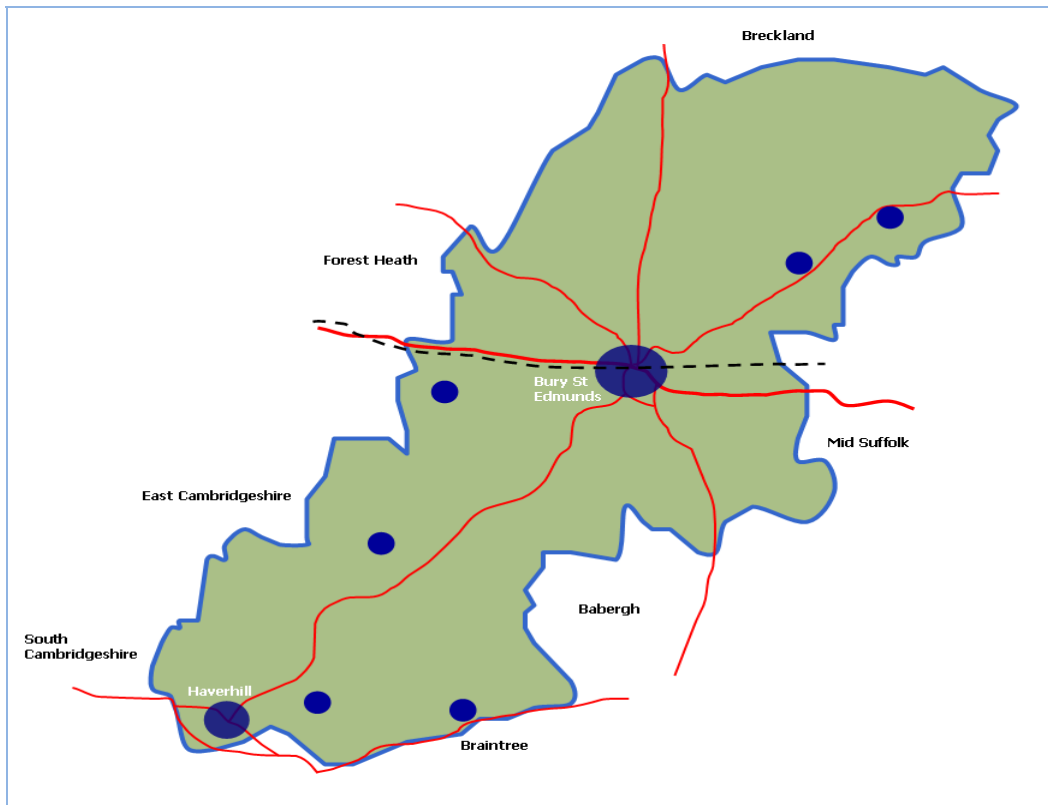 Breckland
Forest Heath
Bury St
Edmunds
Mid Suffolk
East Cambridgeshire
Babergh
South
Cambridgeshire
Haverhill
Braintree